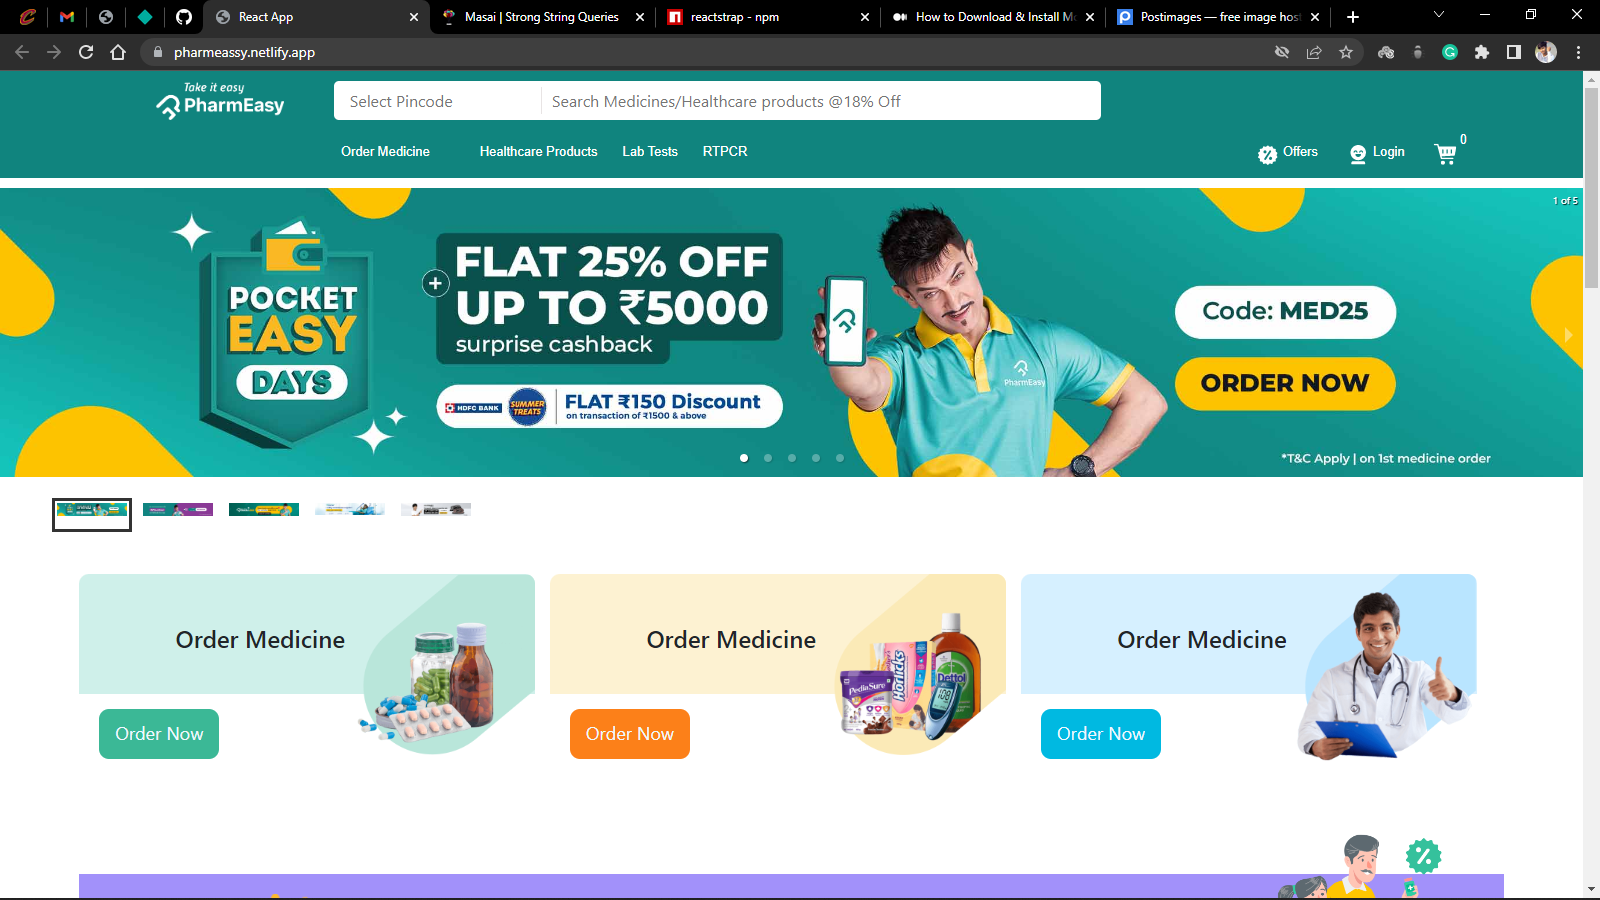 React App
Masai | Strong String Queries
reactstrap - npm
How to Download & Install M
Postimages — free image hos
pharmeassy.netlify.app
Take it easy
PharmEasy
Select Pincode
Search Medicines/Healthcare products @18% Off
Order Medicine
Healthcare Products
Lab Tests
RTPCR
Offers
Login
0
1 of 5
POCKET
EASY
DAYS
FLAT 25% OFF
UP TO ₹5000
surprise cashback
HDFC BANK
SUMMER
TREATS
FLAT ₹150 Discount
on transaction of ₹1500 & above
PharmEasy
Code: MED25
ORDER NOW
*T&C Apply | on 1st medicine order
Order Medicine
Order Now
Order Medicine
PediaSure
Horlicks
Dettol
108
Order Now
Order Medicine
Order Now